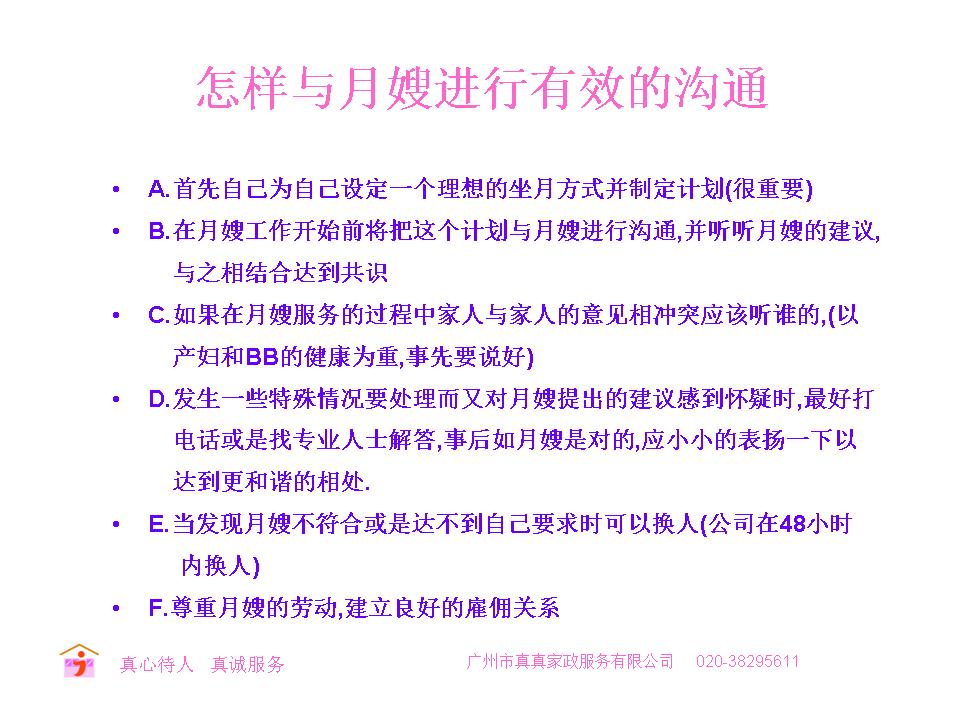 怎样与月嫂进行有效的沟通
• A.首先自己为自己设定一个理想的坐月方式并制定计划(很重要)
• B.在月嫂工作开始前将把这个计划与月嫂进行沟通,并听听月嫂的建议,
与之相结合达到共识
• C.如果在月嫂服务的过程中家人与家人的意见相冲突应该听谁的,(以
产妇和BB的健康为重,事先要说好)
• D.发生一些特殊情况要处理而又对月嫂提出的建议感到怀疑时,最好打
电话或是找专业人士解答,事后如月嫂是对的,应小小的表扬一下以
达到更和谐的相处.
• E.当发现月嫂不符合或是达不到自己要求时可以换人(公司在48小时
内换人)
• F.尊重月嫂的劳动,建立良好的雇佣关系
真心待人 真诚服务
广州市真真家政服务有限公司 020-38295611